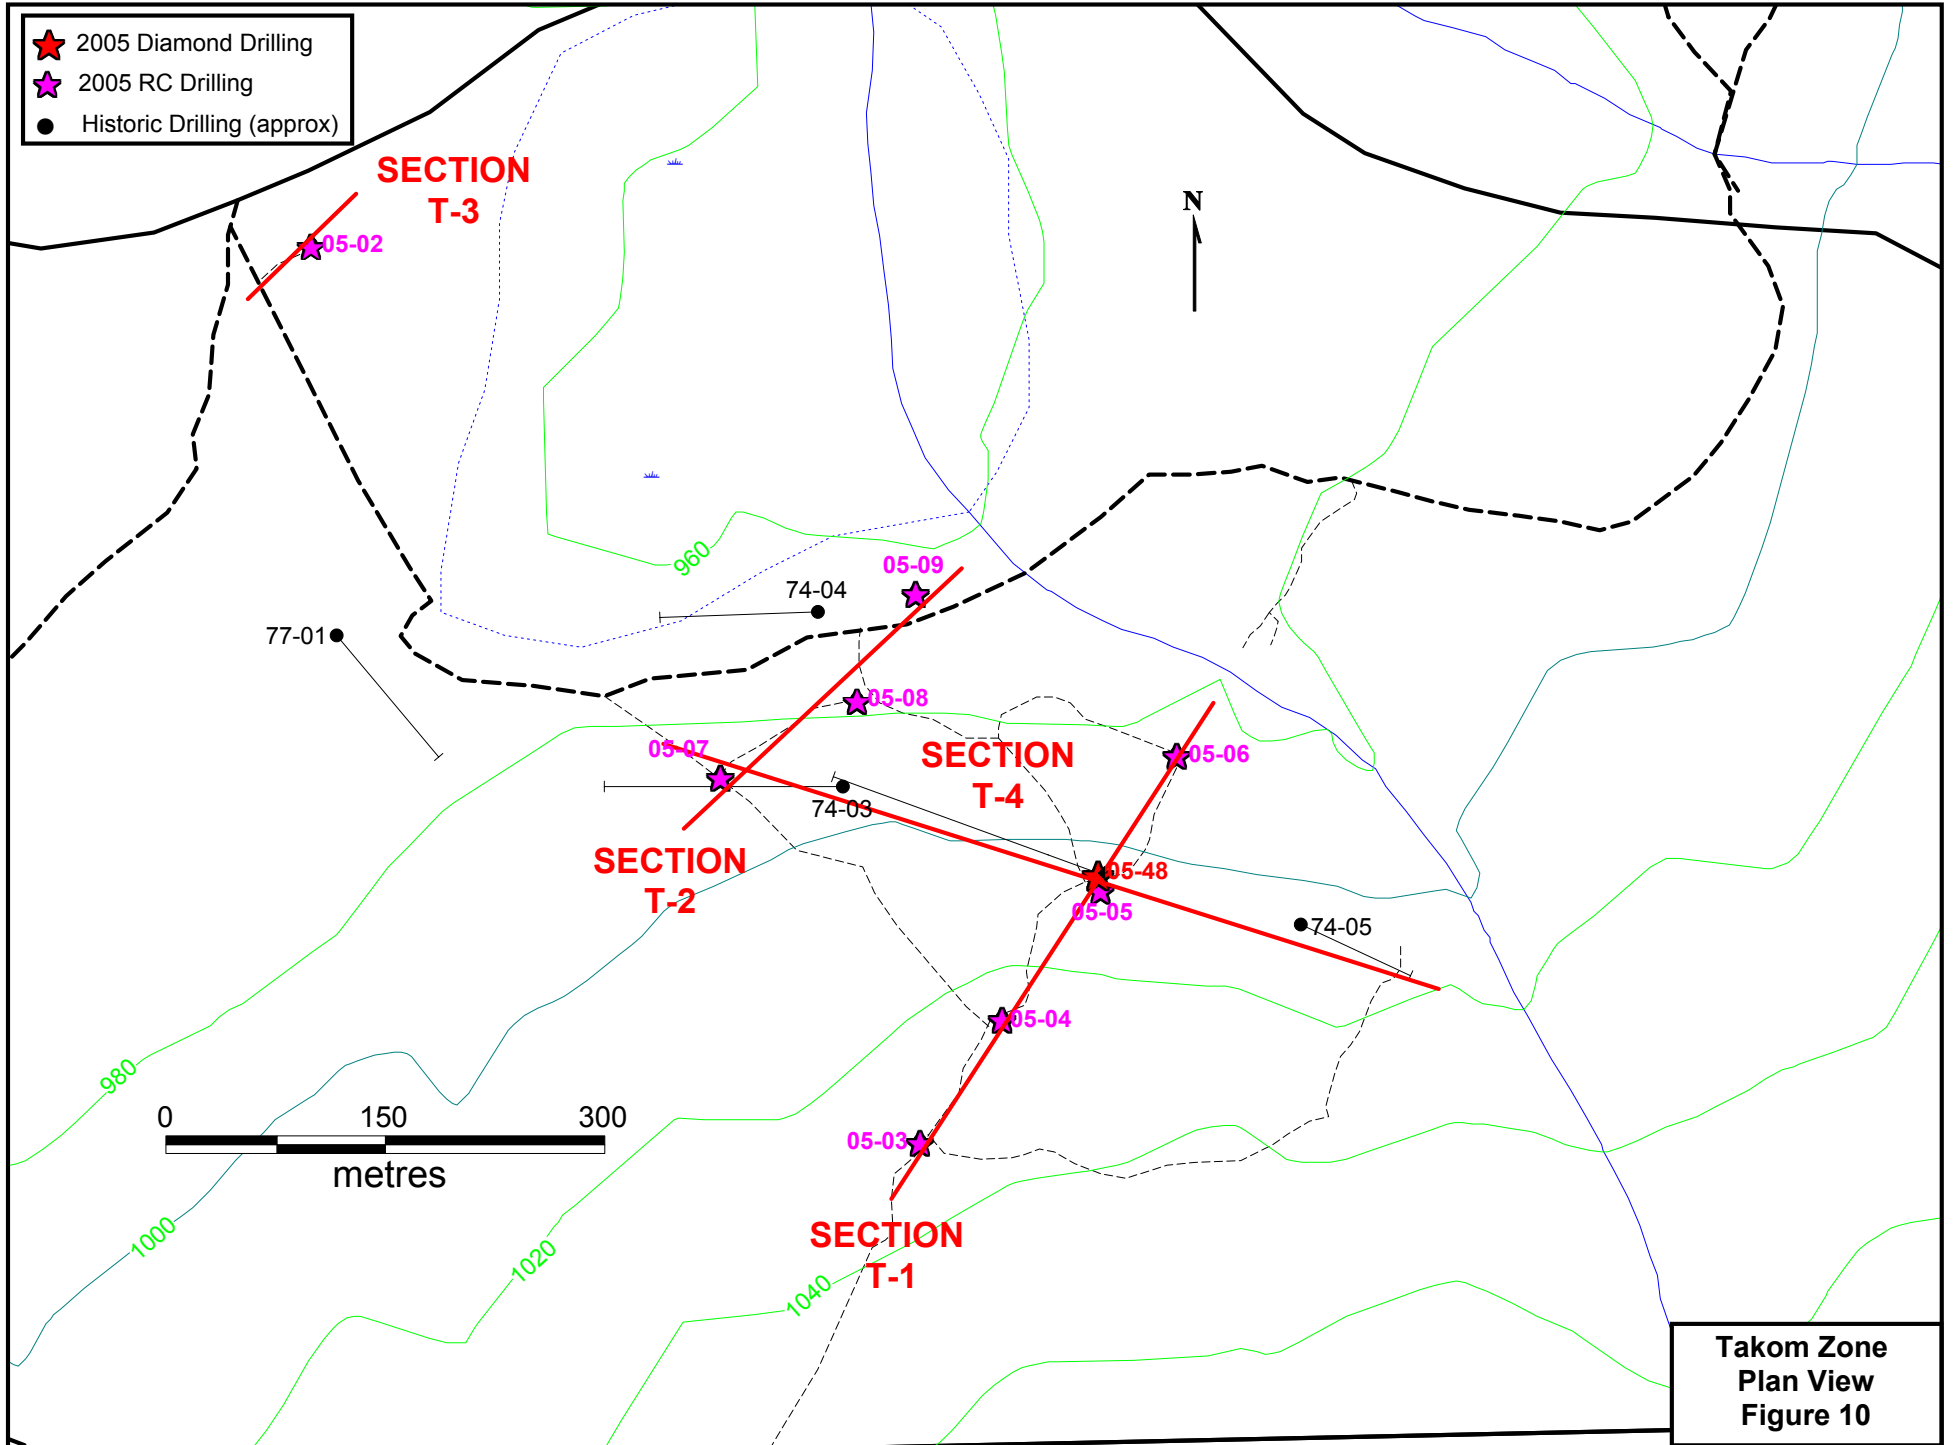 2005 Diamond Drilling
2005 RC Drilling
Historic Drilling (approx)
SECTION
T-3
05-02
N
960
05-09
74-04
77-01
05-08
05-07
SECTION
T-4
05-06
74-03
SECTION
T-2
05-48
05-05
74-05
05-04
980
0 150 300
metres
05-03
1000
1020
SECTION
T-1
1040
Takom Zone
Plan View
Figure 10